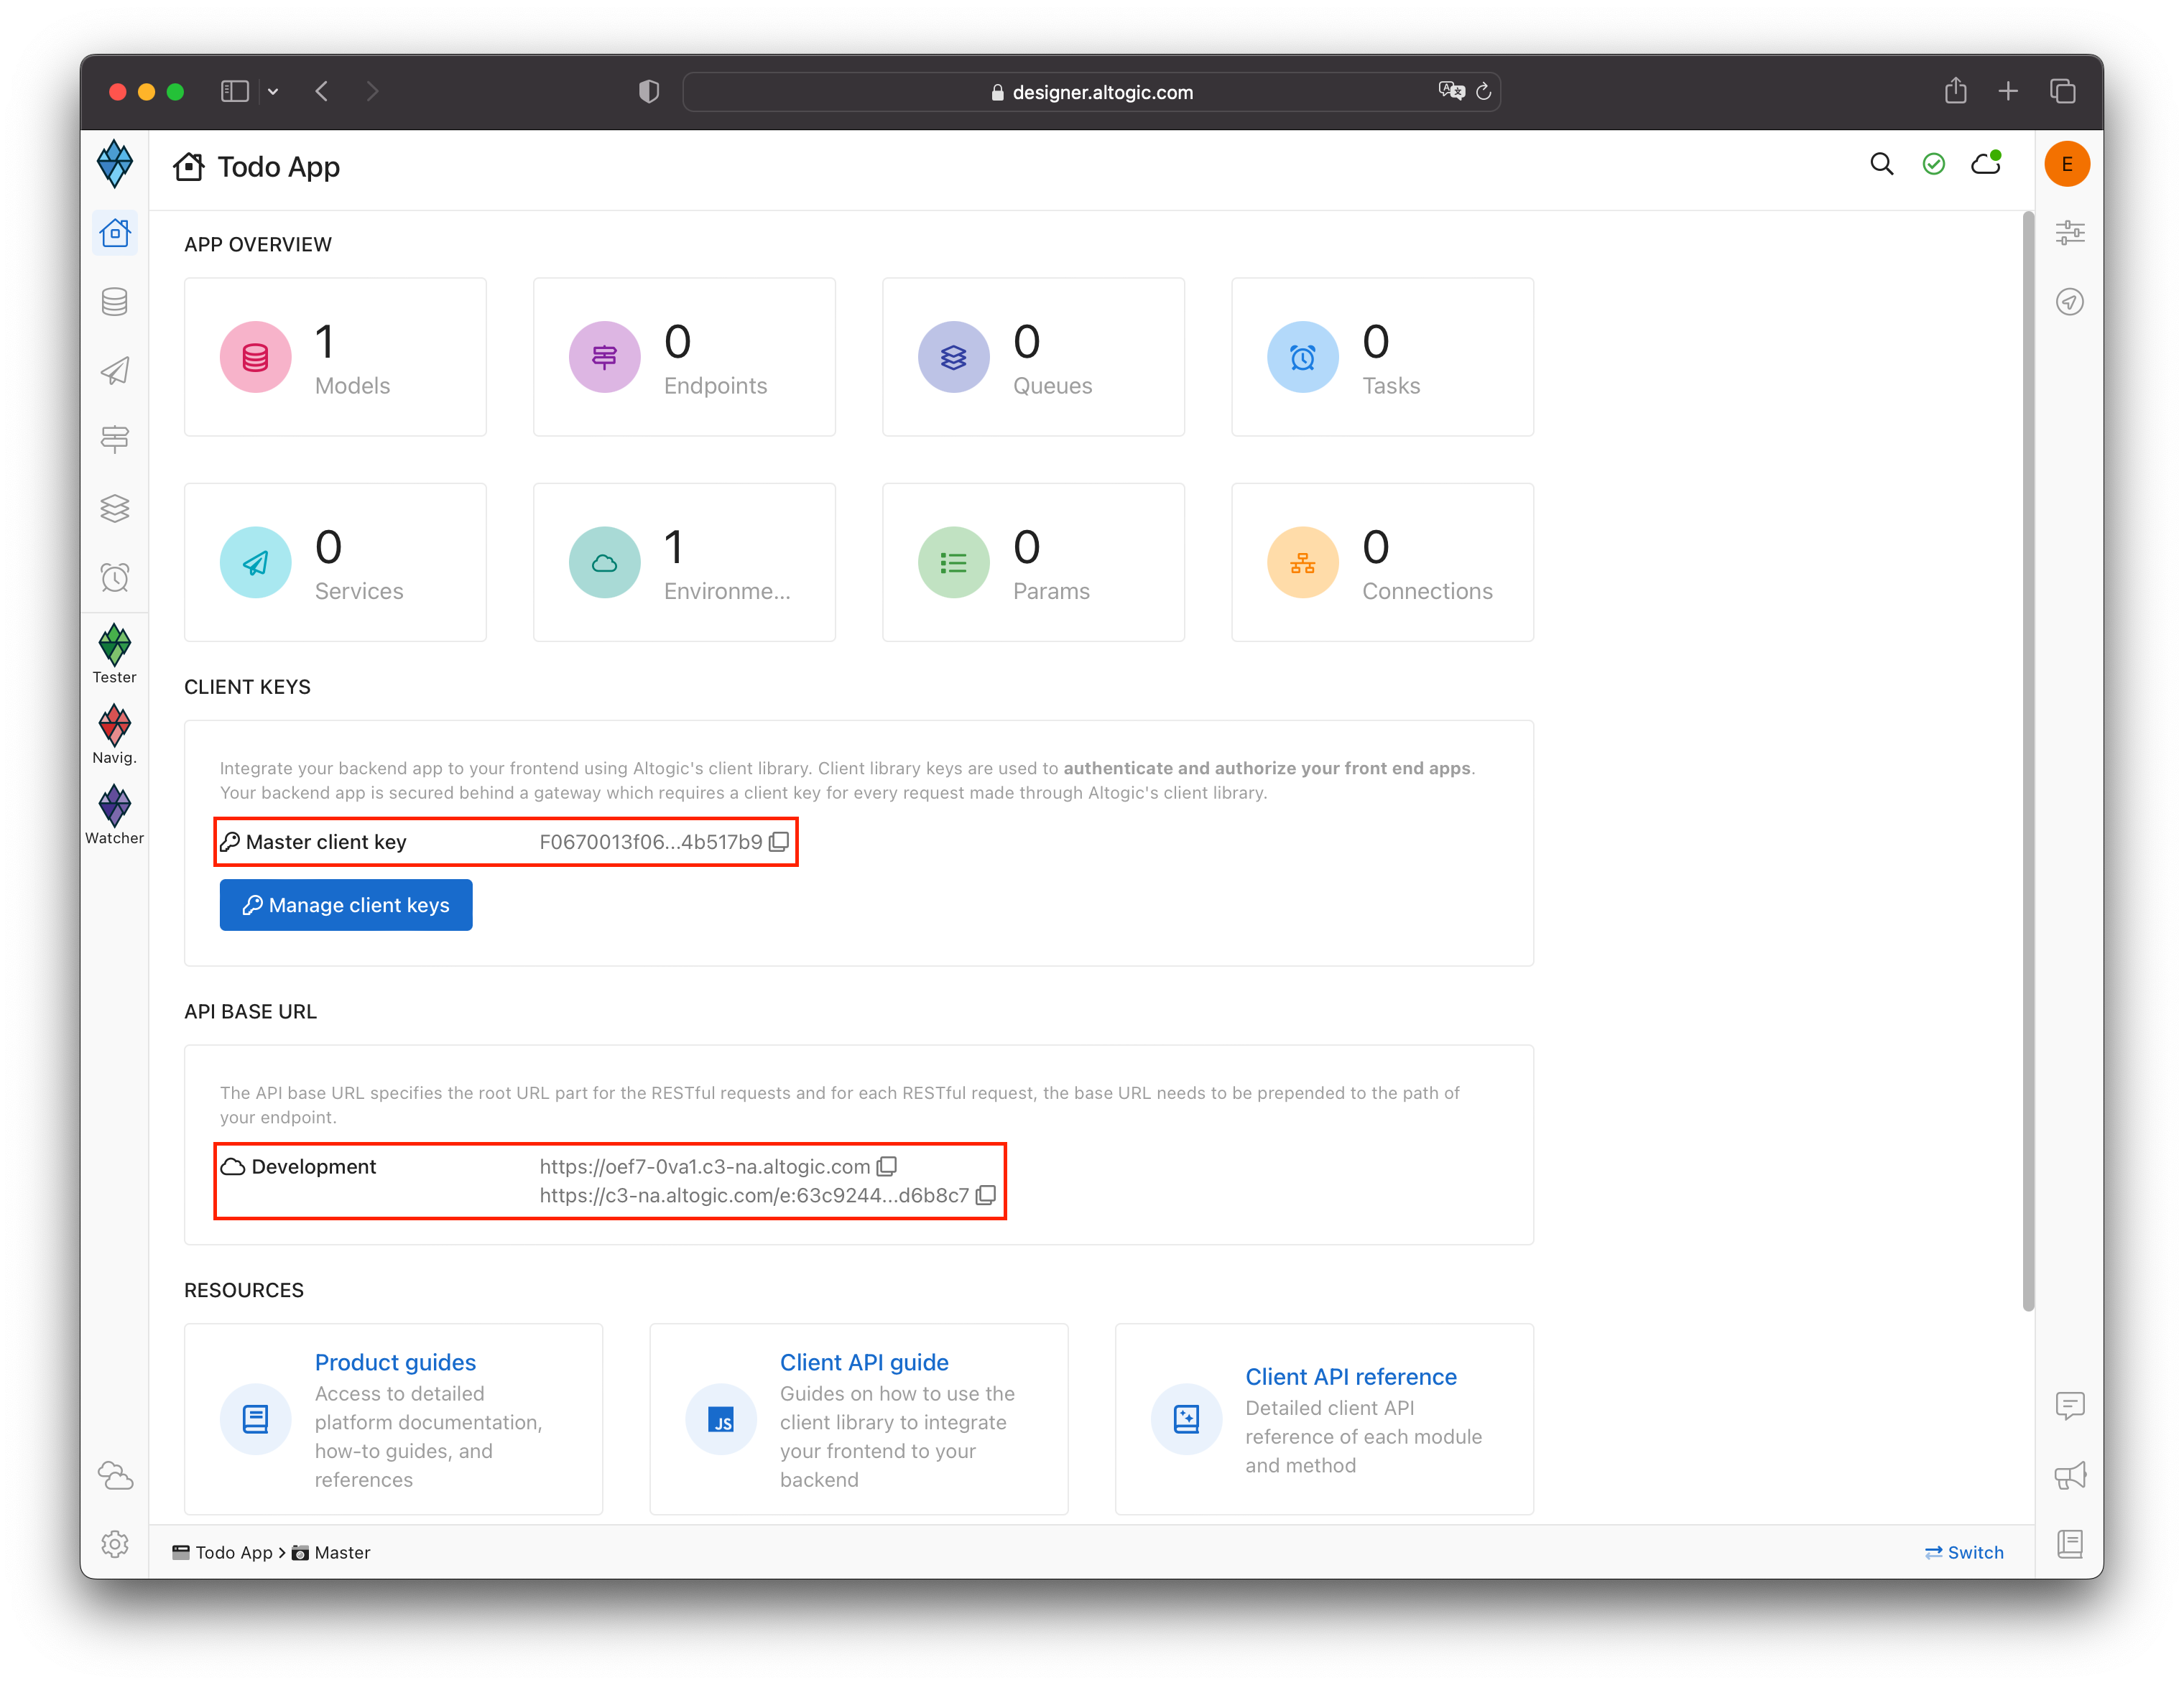 designer.altogic.com
Todo App
E
APP OVERVIEW
1
Models
0
Endpoints
0
Queues
0
Tasks
0
Services
1
Environme...
0
Params
0
Connections
Tester
Navig.
Watcher
CLIENT KEYS
Integrate your backend app to your frontend using Altogic's client library. Client library keys are used to authenticate and authorize your front end apps.
Your backend app is secured behind a gateway which requires a client key for every request made through Altogic's client library.
Master client key F0670013f06...4b517b9
Manage client keys
API BASE URL
The API base URL specifies the root URL part for the RESTful requests and for each RESTful request, the base URL needs to be prepended to the path of
your endpoint.
Development https://oef7-0va1.c3-na.altogic.com
https://c3-na.altogic.com/e:63c9244...d6b8c7
RESOURCES
Product guides
Access to detailed
platform documentation,
how-to guides, and
references
JS
Client API guide
Guides on how to use the
client library to integrate
your frontend to your
backend
Client API reference
Detailed client API
reference of each module
and method
Todo App > Master
Switch